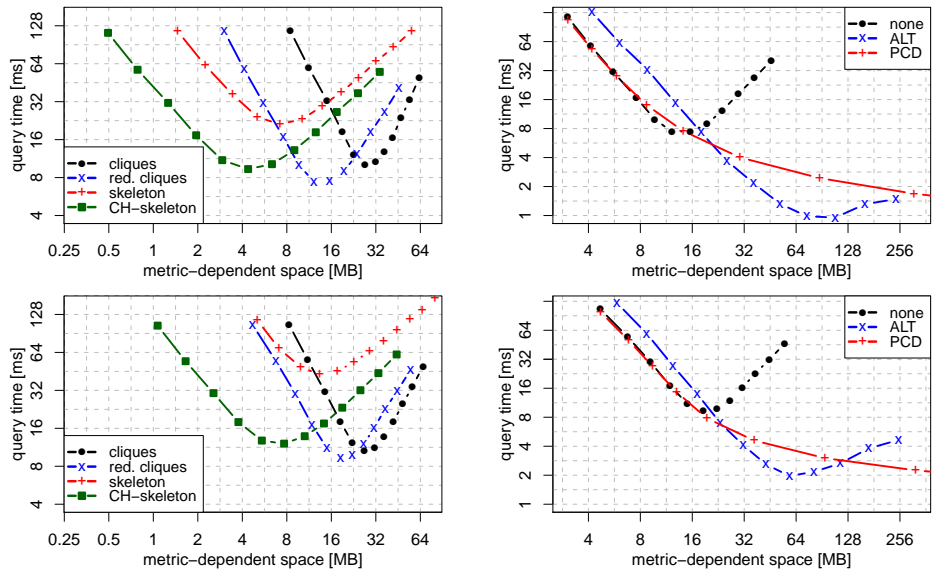 128
64
32
16
8
4
query time [ms]
cliques
red. cliques
skeleton
CH−skeleton
0.25 0.5 1 2 4 8 16 32 64
metric−dependent space [MB]
64
32
16
8
4
2
1
query time [ms]
none
ALT
PCD
4 8 16 32 64 128 256
metric−dependent space [MB]
128
64
32
16
8
4
query time [ms]
cliques
red. cliques
skeleton
CH−skeleton
0.25 0.5 1 2 4 8 16 32 64
metric−dependent space [MB]
64
32
16
8
4
2
1
query time [ms]
none
ALT
PCD
4 8 16 32 64 128 256
metric−dependent space [MB]